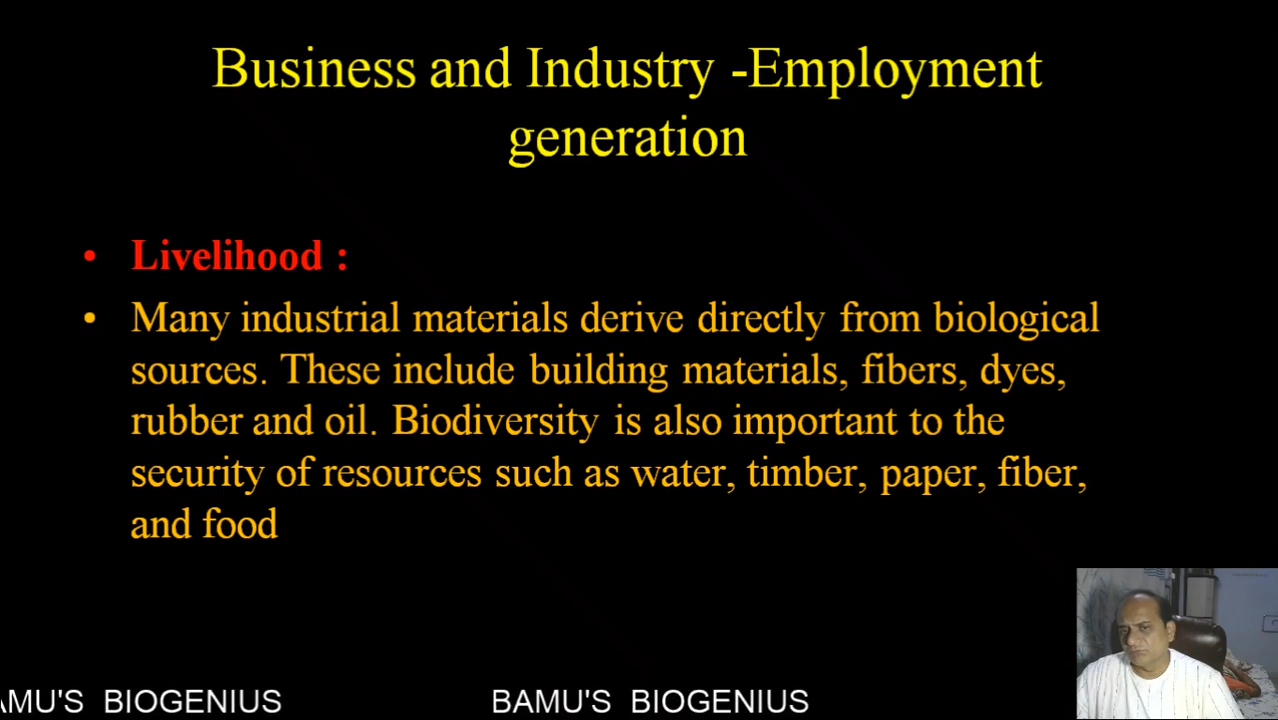 Business and Industry -Employment
generation
• Livelihood :
• Many industrial materials derive directly from biological
sources. These include building materials, fibers, dyes,
rubber and oil. Biodiversity is also important to the
security of resources such as water, timber, paper, fiber,
and food
AMU'S BIOGENIUS BAMU'S BIOGENIUS